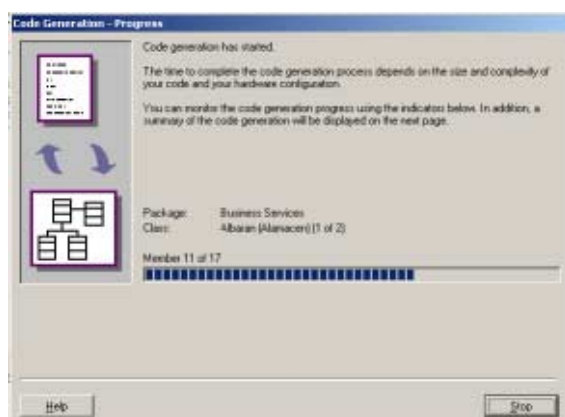 Code Generation - Progress
Code generation has started.
The time to complete the code generation process depends on the size and complexity of
your code and your hardware configuration.
You can monitor the code generation progress using the indicators below. In addition, a
summary of the code generation will be displayed on the next page.
Package: Business Services
Class: Albaran (Alamacen) (1 of 2)
Member 11 of 17
Help
Stop